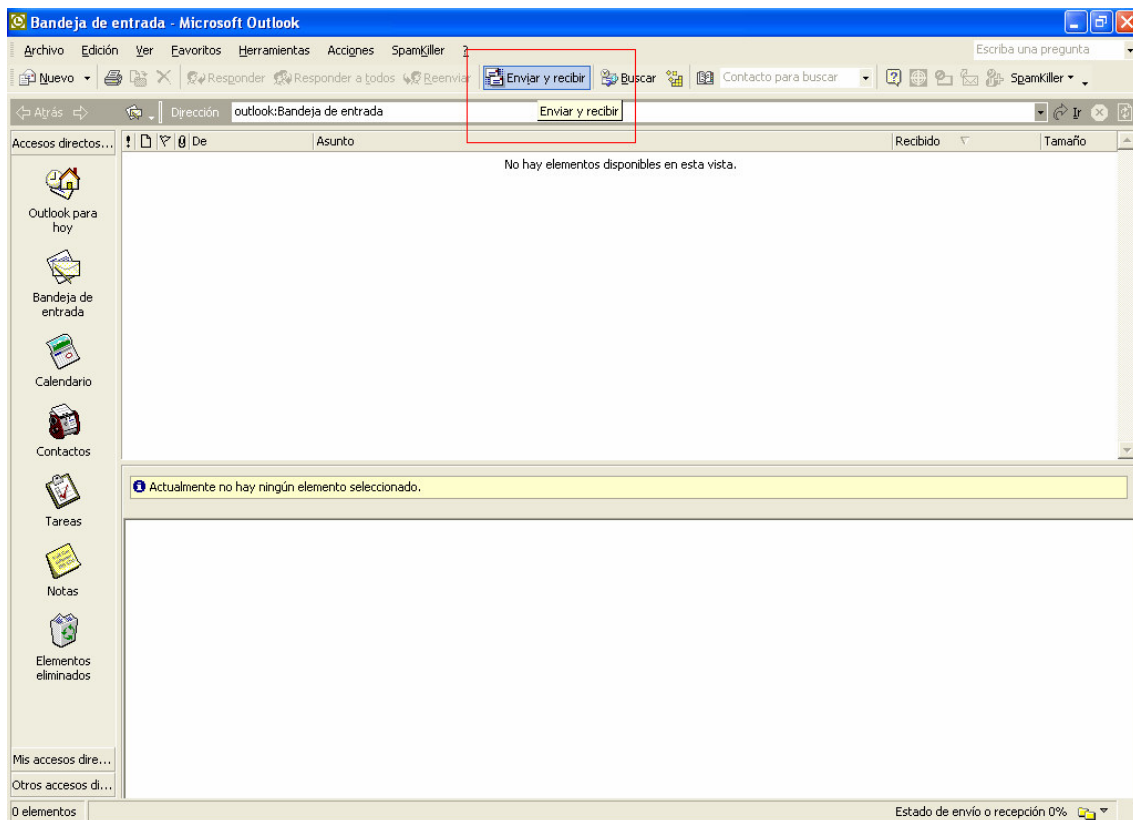 Bandeja de entrada - Microsoft Outlook
Archivo Edición Ver Favoritos Herramientas Acciones SpamKiller ? Escriba una pregunta
Nuevo Responder Responder a todos Reenviar Enviar y recibir Buscar Contacto para buscar SpamKiller
Atrás Dirección outlook:Bandeja de entrada Enviar y recibir Ir
Accesos directos... ! De Asunto Recibido Tamaño
No hay elementos disponibles en esta vista.
Outlook para
hoy
Bandeja de
entrada
Calendario
Contactos
Actualmente no hay ningún elemento seleccionado.
Tareas
Notas
Elementos
eliminados
Mis accesos dire...
Otros accesos di...
0 elementos Estado de envío o recepción 0%